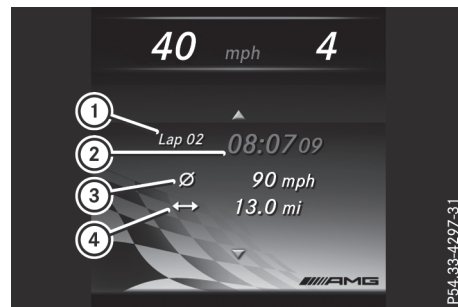 40 mph 4
1
Lap 02 08:07 09
2
3
Ø 90 mph
↔ 13.0 mi
4
AMG
P54.33-4297-31